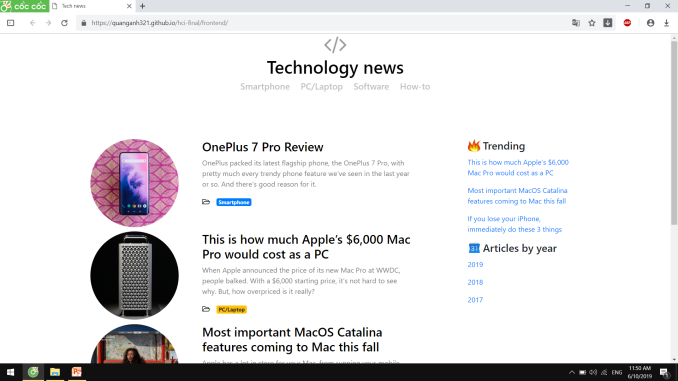 cốc cốc
Tech news
https://quanganh321.github.io/hci-final/frontend/
ABP
</>
Technology news
Smartphone PC/Laptop Software How-to
OnePlus 7 Pro Review
OnePlus packed its latest flagship phone, the OnePlus 7 Pro, with
pretty much every trendy phone feature we've seen in the last year
or so. And there's good reason for it.
Smartphone
This is how much Apple's $6,000 Mac
Pro would cost as a PC
When Apple announced the price of its new Mac Pro at WWDC,
people balked. With a $6,000 starting price, it's not hard to see
why. But, how overpriced is it really?
PC/Laptop
Most important MacOS Catalina
features coming to Mac this fall
Apple has a lot in store for your Mac, from running your mobile
Trending
This is how much Apple's $6,000
Mac Pro would cost as a PC
Most important MacOS Catalina
features coming to Mac this fall
If you lose your iPhone,
immediately do these 3 things
Articles by year
2019
2018
2017
ENG
11:50 AM
6/10/2019